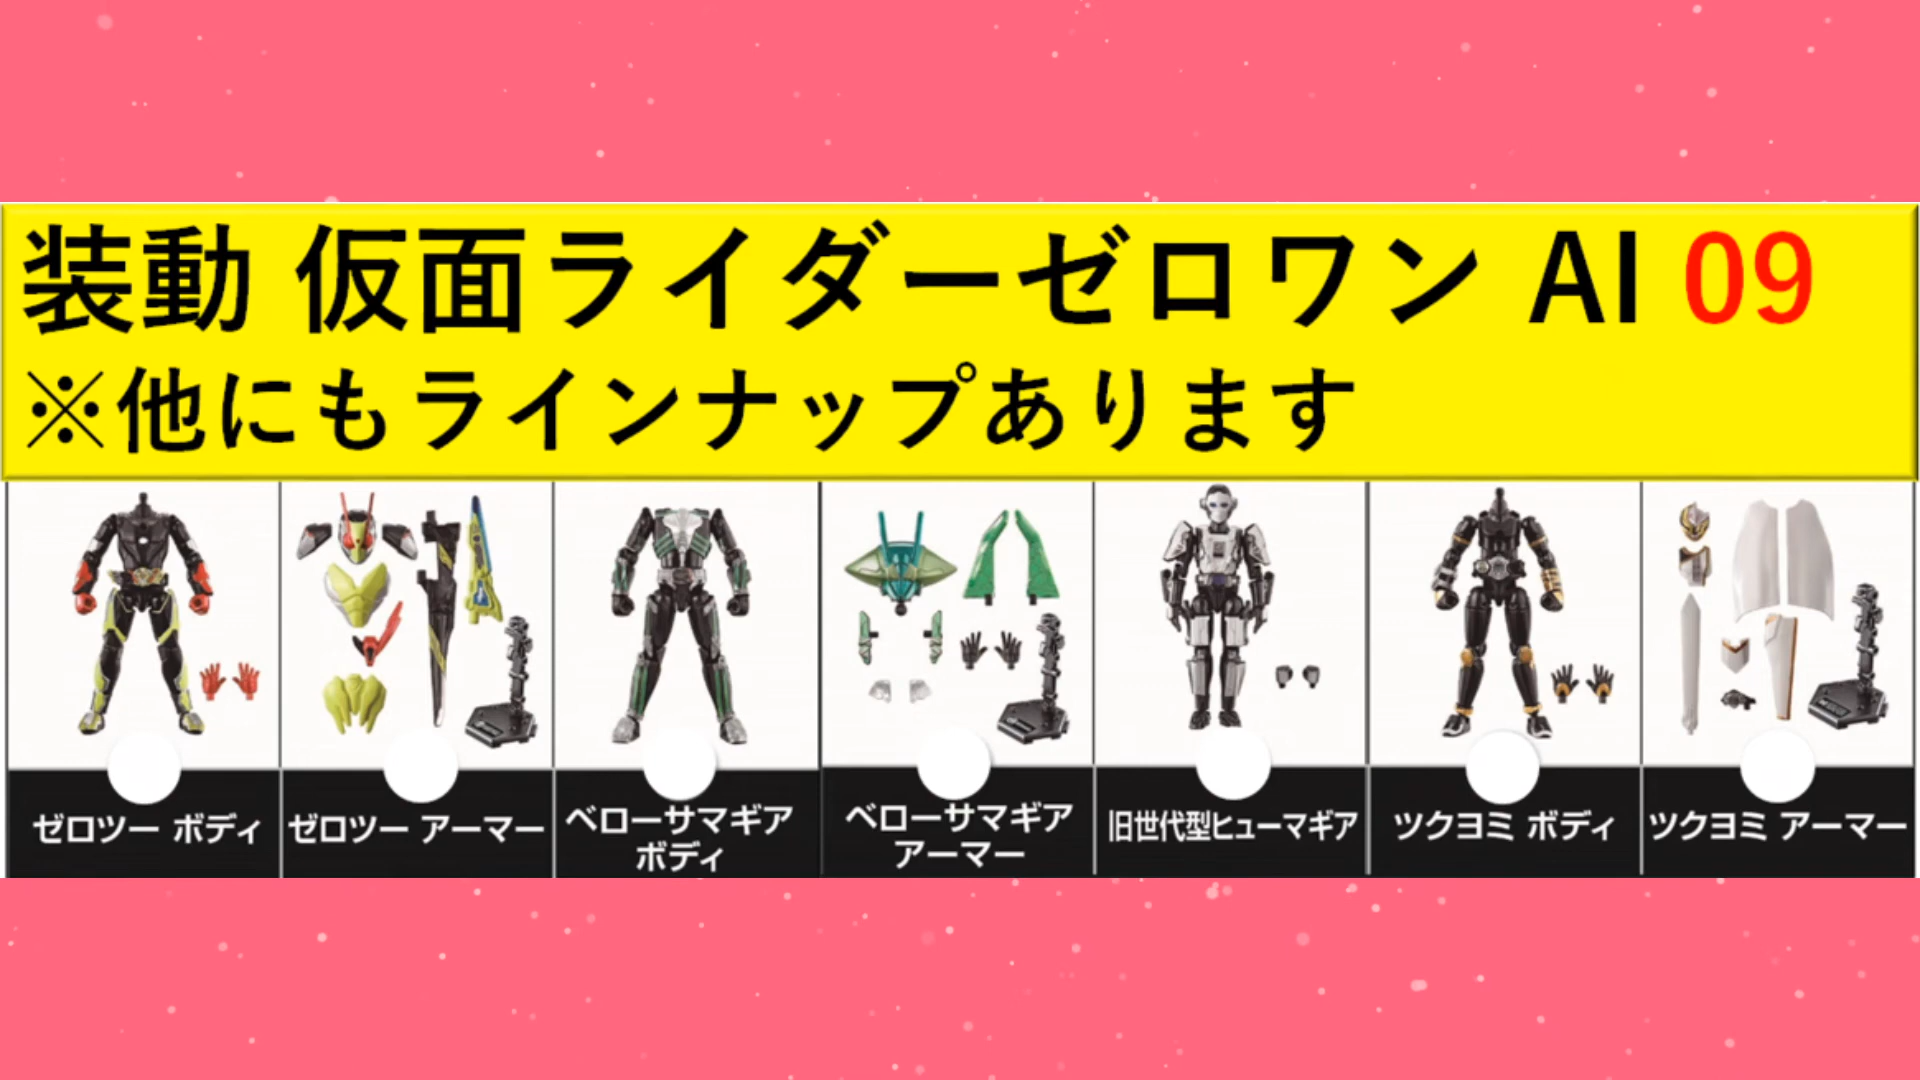 装動 仮面ライダーゼロワン AI 09
※他にもラインナップあります
ゼロツー ボディ
ゼロツー アーマー
ベローサマギア
ボディ
ベローサマギア
アーマー
旧世代型ヒューマギア
ツクヨミ ボディ
ツクヨミ アーマー